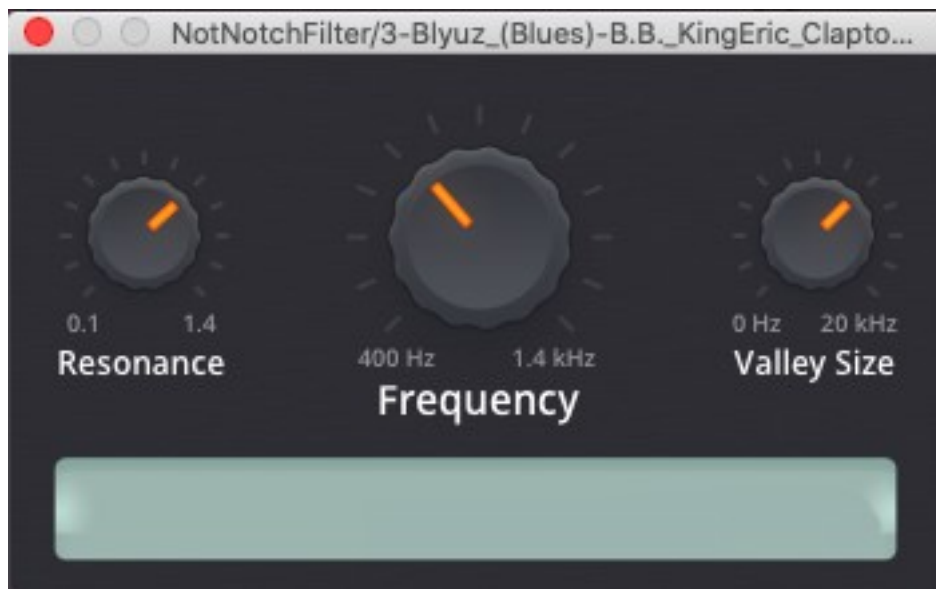 NotNotchFilter/3-Blyuz_(Blues)-B.B._KingEric_Clapto...
0.1 1.4
Resonance
400 Hz 1.4 kHz
Frequency
0 Hz 20 kHz
Valley Size